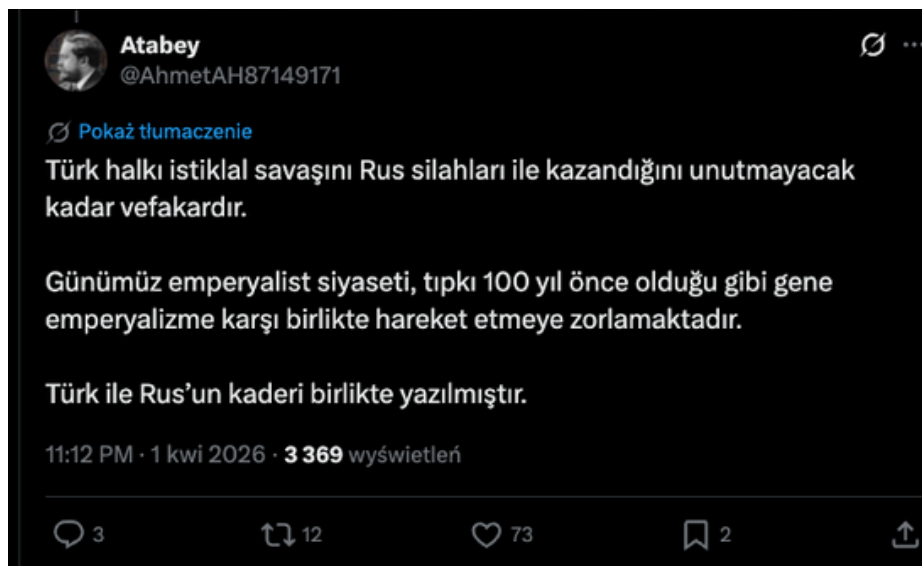 Atabey
@AhmetAH87149171
Pokaż tłumaczenie
Türk halkı istiklal savaşını Rus silahları ile kazandığını unutmayacak
kadar vefakardır.
Günümüz emperyalist siyaseti, tıpkı 100 yıl önce olduğu gibi gene
emperyalizme karşı birlikte hareket etmeye zorlamaktadır.
Türk ile Rus’un kaderi birlikte yazılmıştır.
11:12 PM · 1 kwi 2026 · 3 369 wyświetleń
3 12 73 2